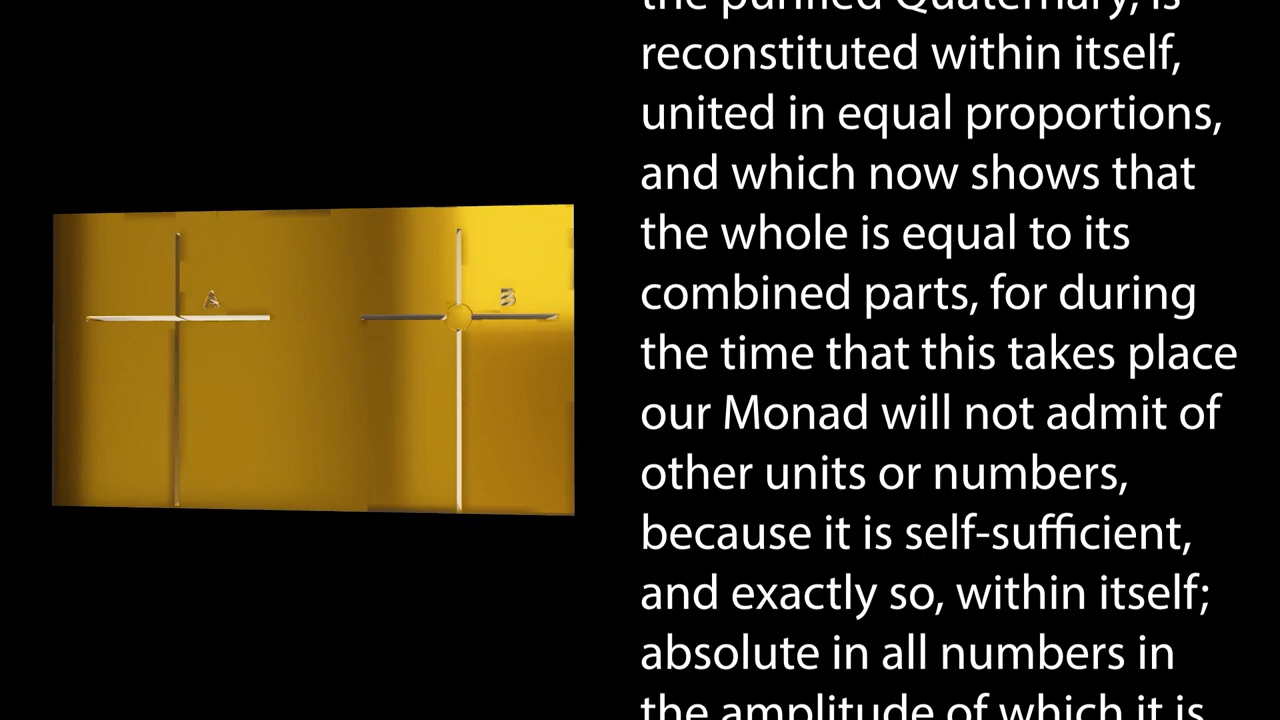 A
B
the purified Quaternary, is
reconstituted within itself,
united in equal proportions,
and which now shows that
the whole is equal to its
combined parts, for during
the time that this takes place
our Monad will not admit of
other units or numbers,
because it is self-sufficient,
and exactly so, within itself;
absolute in all numbers in
the amplitude of which it is